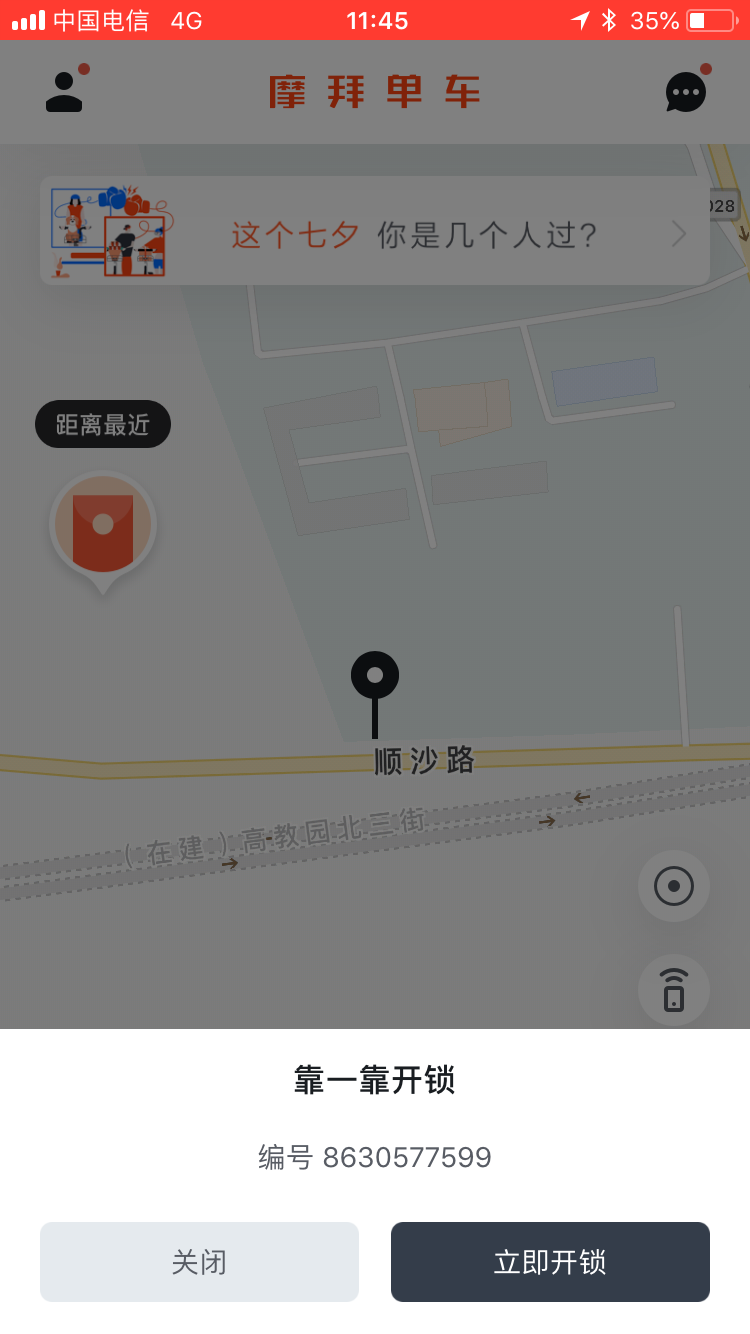 中国电信 4G 11:45 35%
摩拜单车
028
这个七夕 你是几个人过?
距离最近
顺沙路
（在建）高教园北三街
靠一靠开锁
编号 8630577599
关闭 立即开锁